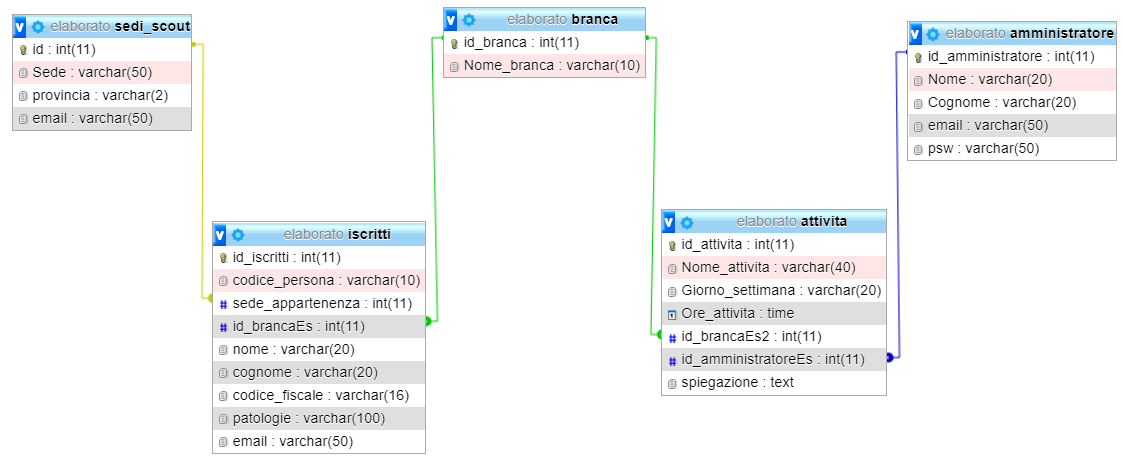 elaborato sedi_scout
id : int(11)
Sede : varchar(50)
provincia : varchar(2)
email : varchar(50)
elaborato branca
id_branca : int(11)
Nome_branca : varchar(10)
elaborato amministratore
id_amministratore : int(11)
Nome : varchar(20)
Cognome : varchar(20)
email : varchar(50)
psw : varchar(50)
elaborato iscritti
id_iscritti : int(11)
codice_persona : varchar(10)
sede_appartenenza : int(11)
id_brancaEs : int(11)
nome : varchar(20)
cognome : varchar(20)
codice_fiscale : varchar(16)
patologie : varchar(100)
email : varchar(50)
elaborato attivita
id_attivita : int(11)
Nome_attivita : varchar(40)
Giorno_settimana : varchar(20)
Ore_attivita : time
id_brancaEs2 : int(11)
id_amministratoreEs : int(11)
spiegazione : text